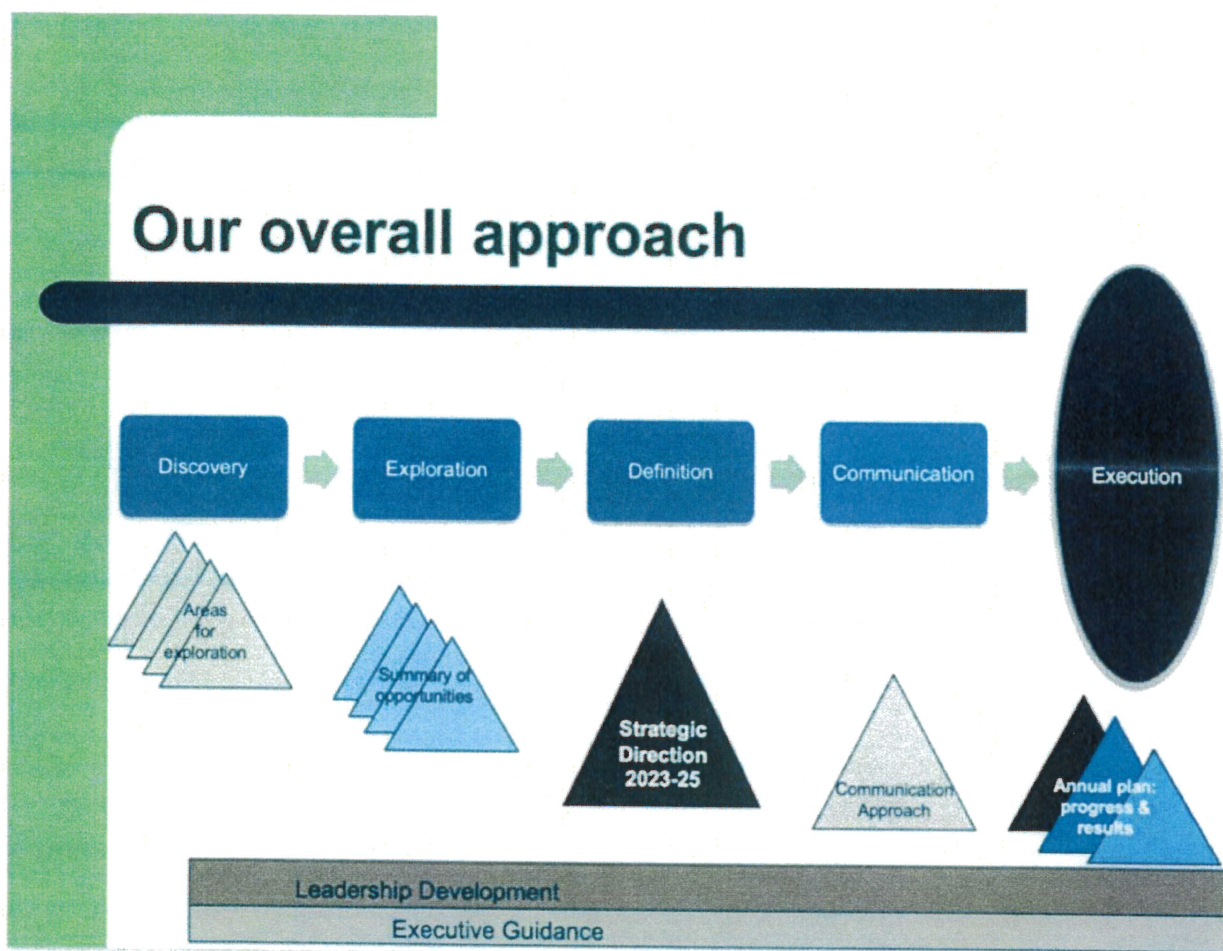 Our overall approach
Discovery
Exploration
Definition
Communication
Execution
Areas
for
exploration
Summary of
opportunities
Strategic
Direction
2023-25
Communication
Approach
Annual plan:
progress &
results
Leadership Development
Executive Guidance